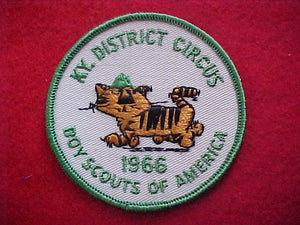 KY. DISTRICT CIRCUS
1966
BOY SCOUTS OF AMERICA